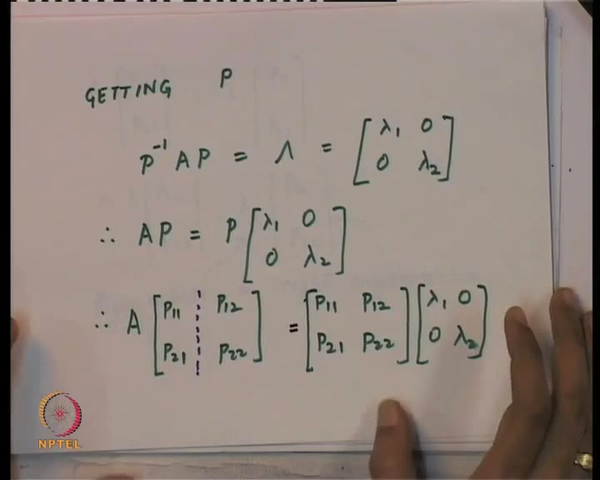 GETTING P
P⁻¹ A P = Λ = [λ₁ 0; 0 λ₂]
∴ A P = P [λ₁ 0; 0 λ₂]
∴ A [P₁₁ P₁₂; P₂₁ P₂₂] = [P₁₁ P₁₂; P₂₁ P₂₂] [λ₁ 0; 0 λ₂]
NPTEL